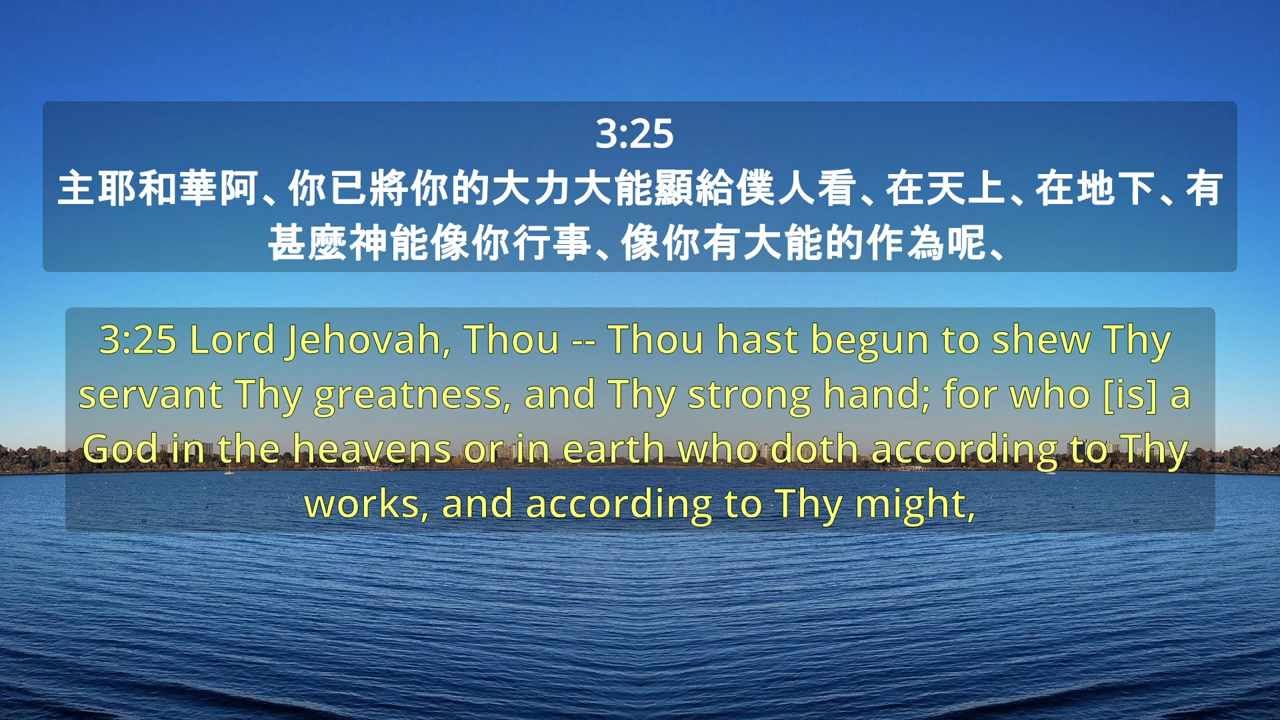 3:25
主耶和華阿、你已將你的大力大能顯給僕人看、在天上、在地下、有
甚麼神能像你行事、像你有大能的作為呢、
3:25 Lord Jehovah, Thou -- Thou hast begun to shew Thy
servant Thy greatness, and Thy strong hand; for who [is] a
God in the heavens or in earth who doth according to Thy
works, and according to Thy might,